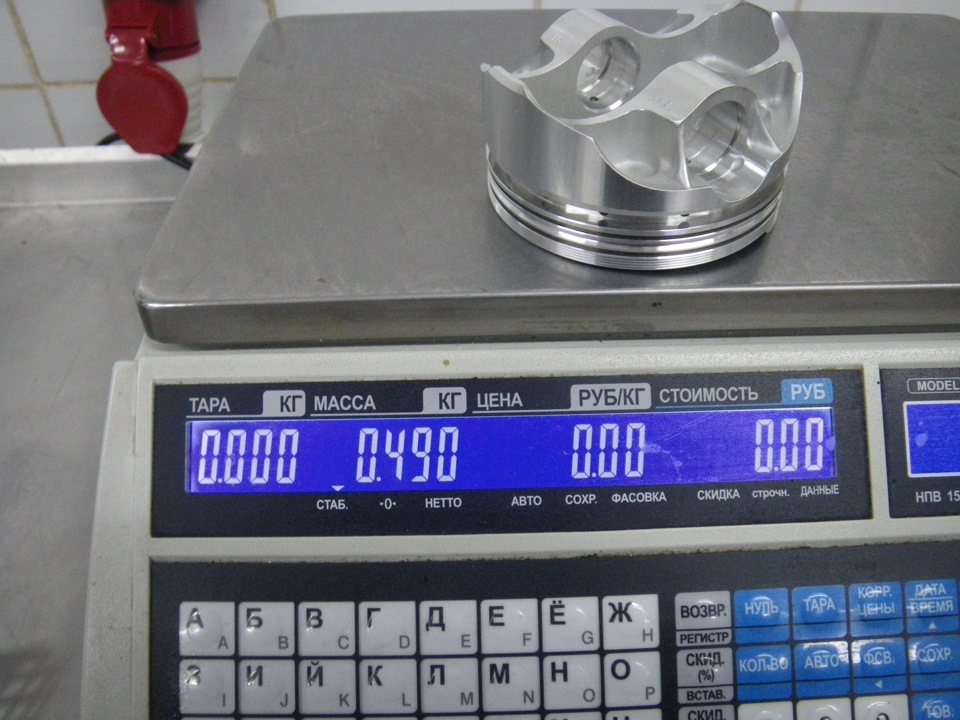 MODEL
ТАРА КГ МАССА КГ ЦЕНА РУБ/КГ СТОИМОСТЬ РУБ
0.000 0.490 0.00 0.00
СТАБ. ·0· НЕТТО АВТО СОХР. ФАСОВКА СКИДКА строчн. ДАННЫЕ
НПВ 15
А A Б B В C Г D Д E Е F Ё G Ж H ВОЗВР. НУЛЬ ТАРА КОРР. ЦЕНЫ ДАТА ВРЕМЯ
РЕГИСТР
З I И J Й K К L Л M М N Н O О P СКИД. (%) КОЛ-ВО АВТО ФСВ. СОХР.
ВСТАВ.
СКИД. ТОВ.